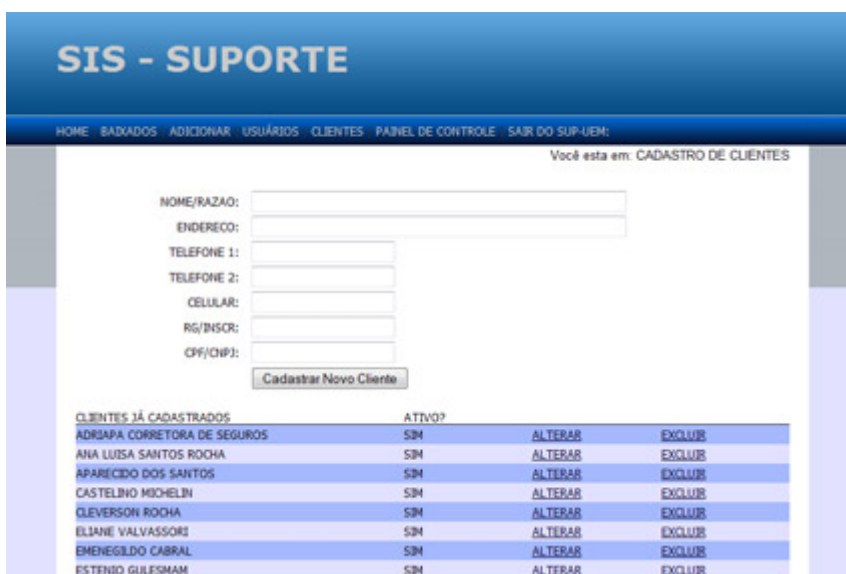 SIS - SUPORTE
HOME BAIXADOS ADICIONAR USUÁRIOS CLIENTES PAINEL DE CONTROLE SAIR DO SUP-UEM:
Você esta em: CADASTRO DE CLIENTES
NOME/RAZAO:
ENDERECO:
TELEFONE 1:
TELEFONE 2:
CELULAR:
RG/INSCR:
CPF/CNPJ:
Cadastrar Novo Cliente
CLIENTES JÁ CADASTRADOS ATIVO?
ADRIAPA CORRETORA DE SEGUROS SIM ALTERAR EXCLUIR
ANA LUISA SANTOS ROCHA SIM ALTERAR EXCLUIR
APARECIDO DOS SANTOS SIM ALTERAR EXCLUIR
CASTELINO MICHELIN SIM ALTERAR EXCLUIR
CLEVERSON ROCHA SIM ALTERAR EXCLUIR
ELIANE VALVASSORI SIM ALTERAR EXCLUIR
EMENEGILDO CABRAL SIM ALTERAR EXCLUIR
ESTENIO GULESMAM SIM ALTERAR EXCLUIR